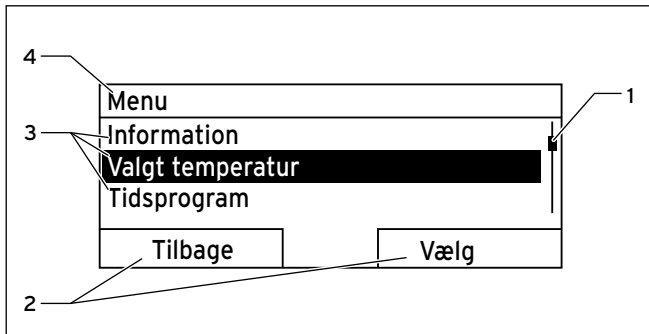 4
Menu
1
3
Information
Valgt temperatur
Tidsprogram
Tilbage
Vælg
2